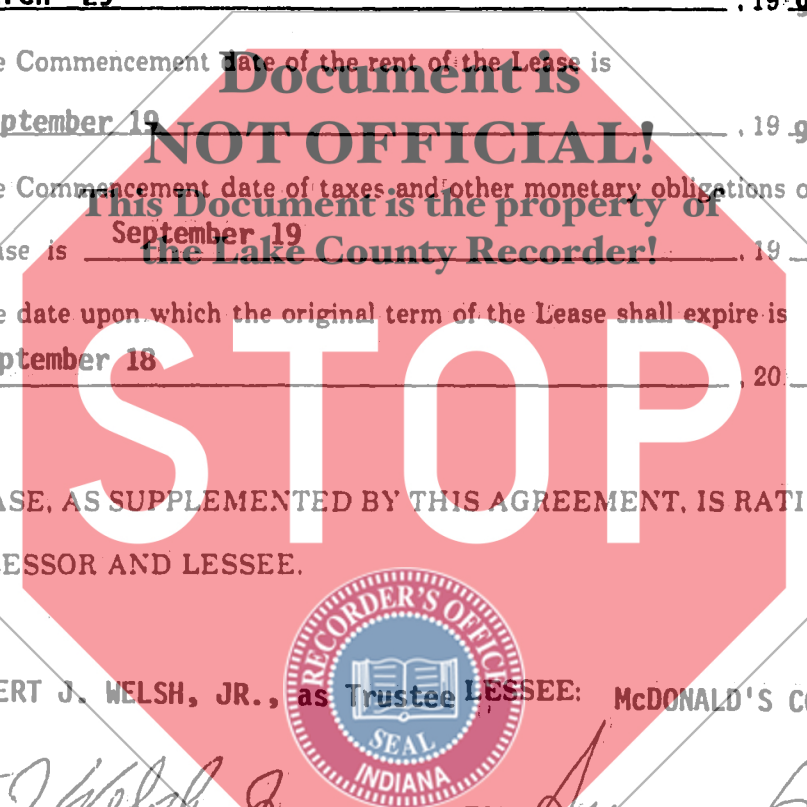 , 19
e Commencement date of the rent of the Lease is
Document is
ptember 19 , 19
NOT OFFICIAL!
e Commencement date of taxes and other monetary obligations o
This Document is the property of
September 19
ase is , 19
the Lake County Recorder!
e date upon which the original term of the Lease shall expire is
ptember 18 , 20
STOP
ASE, AS SUPPLEMENTED BY THIS AGREEMENT, IS RATI
LESSOR AND LESSEE.
RECORDER'S OFFICE
ERT J. WELSH, JR., as Trustee LESSEE: McDONALD'S CO
SEAL
INDIANA